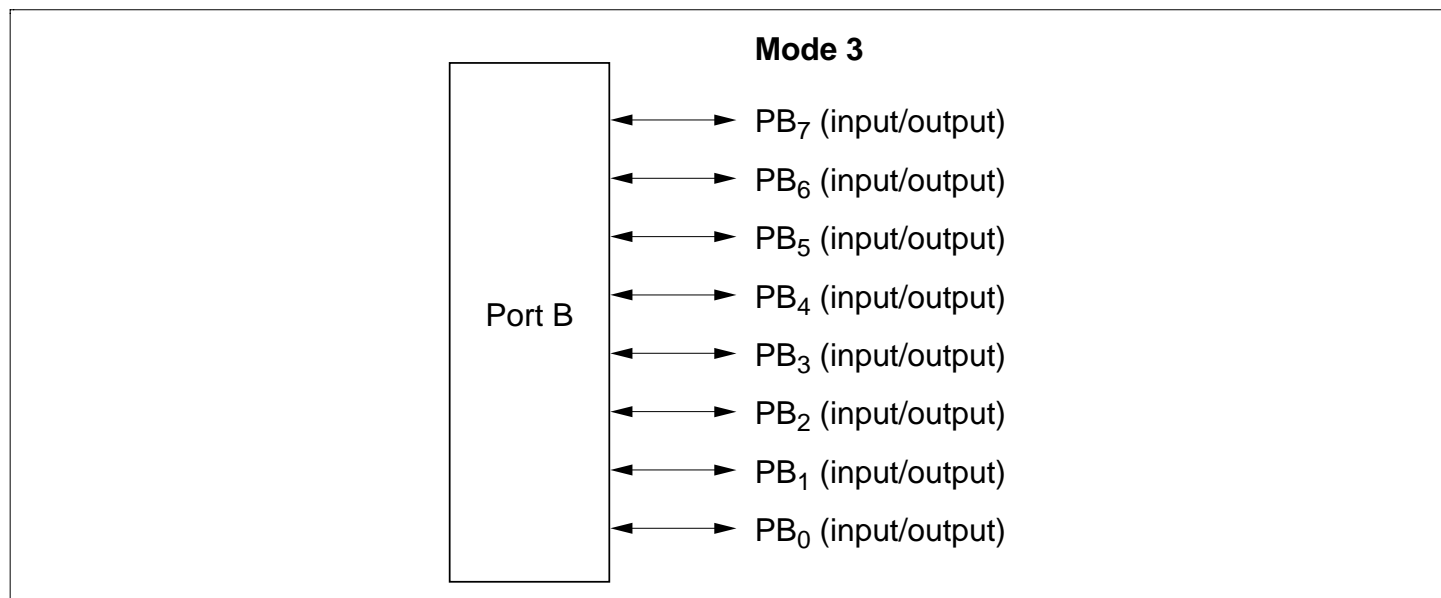 Mode 3
PB₇ (input/output)
PB₆ (input/output)
PB₅ (input/output)
PB₄ (input/output)
Port B
PB₃ (input/output)
PB₂ (input/output)
PB₁ (input/output)
PB₀ (input/output)